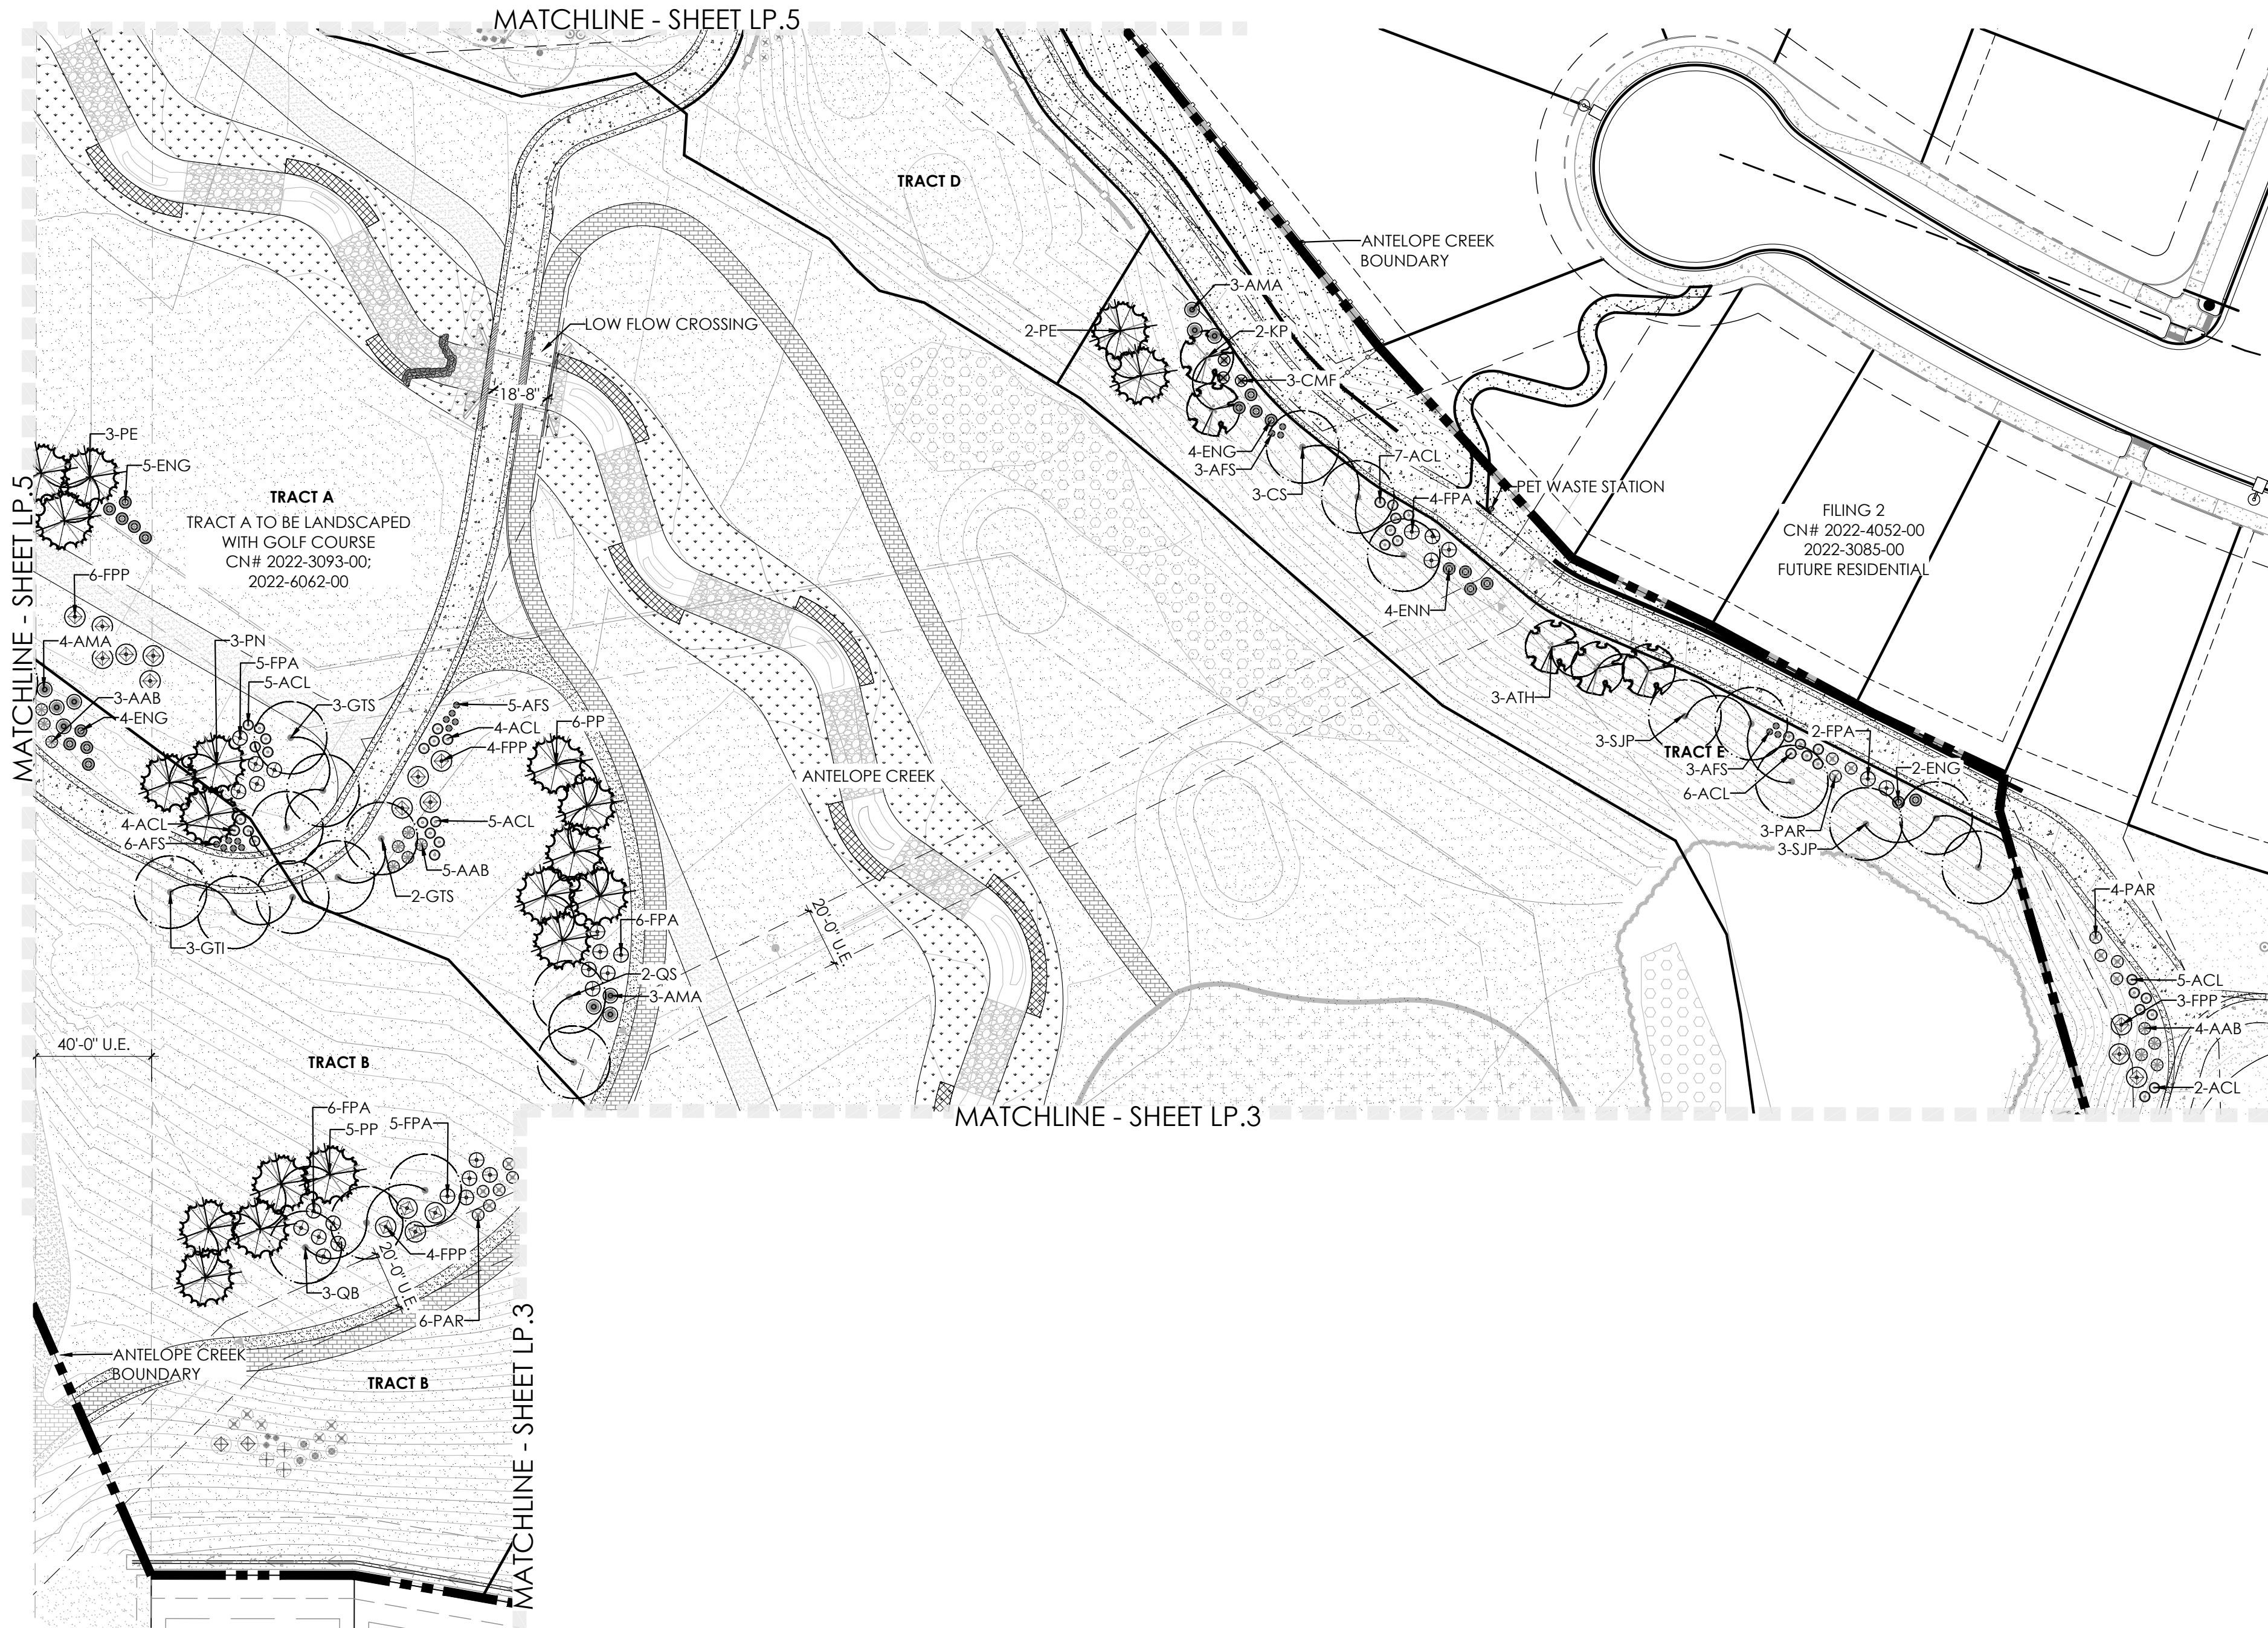 MATCHLINE - SHEET LP.5
TRACT D
ANTELOPE CREEK
BOUNDARY
3-AMA
2-PE
2-KP
LOW FLOW CROSSING
18'-8"
3-CMF
3-PE
5-ENG
4-ENG
3-AFS
7-ACL
3-CS
4-FPA
PET WASTE STATION
MATCHLINE - SHEET LP.5
TRACT A
TRACT A TO BE LANDSCAPED
WITH GOLF COURSE
CN# 2022-3093-00;
2022-6062-00
FILING 2
CN# 2022-4052-00
2022-3085-00
FUTURE RESIDENTIAL
6-FPP
4-ENN
4-AMA
3-PN
5-FPA
5-ACL
3-AAB
4-ENG
3-GTS
5-AFS
4-ACL
4-FPP
6-PP
3-ATH
3-SJP
TRACT E
2-FPA
3-AFS
2-ENG
6-ACL
ANTELOPE CREEK
4-ACL
6-AFS
5-ACL
5-AAB
2-GTS
3-PAR
3-SJP
3-GTI
6-FPA
20'-0" U.E.
4-PAR
2-QS
3-AMA
5-ACL
3-FPP
4-AAB
2-ACL
40'-0" U.E.
TRACT B
MATCHLINE - SHEET LP.3
6-FPA
5-PP
5-FPA
4-FPP
20'-0" U.E.
3-QB
6-PAR
ANTELOPE CREEK
BOUNDARY
TRACT B
MATCHLINE - SHEET LP.3